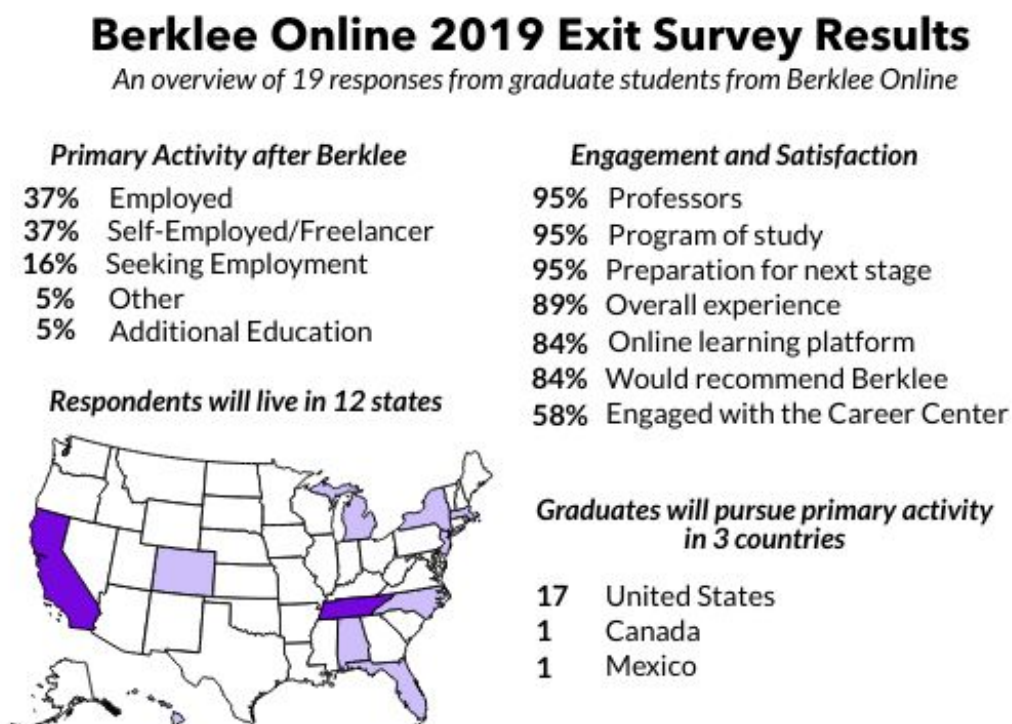 Berklee Online 2019 Exit Survey Results
An overview of 19 responses from graduate students from Berklee Online
Primary Activity after Berklee
37% Employed
37% Self-Employed/Freelancer
16% Seeking Employment
5% Other
5% Additional Education
Respondents will live in 12 states
Engagement and Satisfaction
95% Professors
95% Program of study
95% Preparation for next stage
89% Overall experience
84% Online learning platform
84% Would recommend Berklee
58% Engaged with the Career Center
Graduates will pursue primary activity
in 3 countries
17 United States
1 Canada
1 Mexico